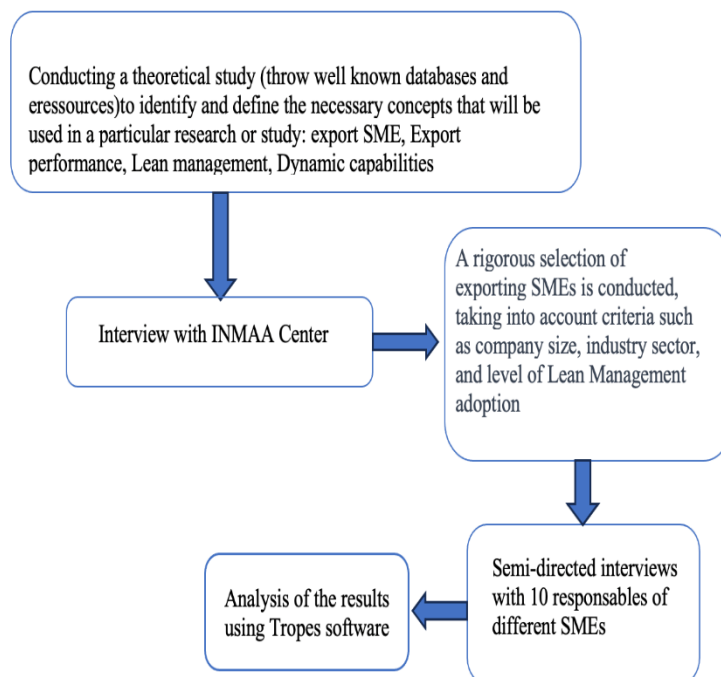 Conducting a theoretical study (throw well known databases and
eressources)to identify and define the necessary concepts that will be
used in a particular research or study: export SME, Export
performance, Lean management, Dynamic capabilities
Interview with INMAA Center
A rigorous selection of
exporting SMEs is conducted,
taking into account criteria such
as company size, industry sector,
and level of Lean Management
adoption
Semi-directed interviews
with 10 responsables of
different SMEs
Analysis of the results
using Tropes software